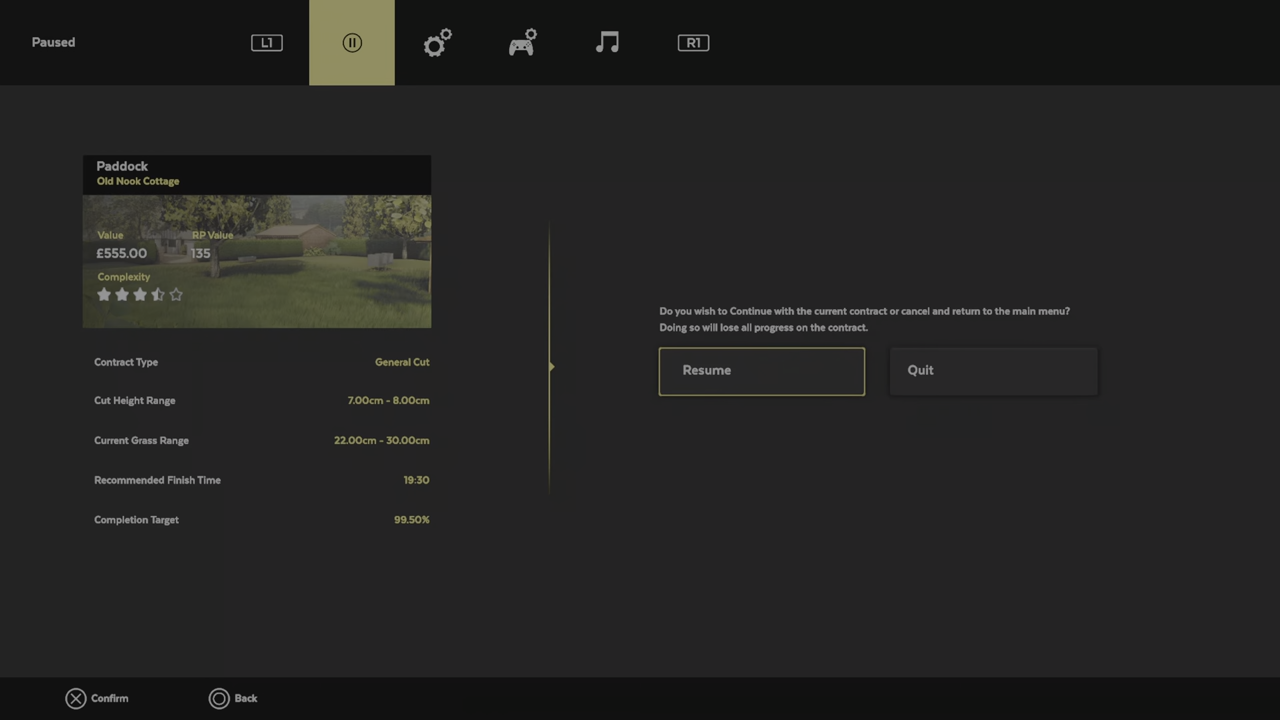 Paused
L1
R1
Paddock
Old Nook Cottage
Value
RP Value
£555.00
135
Complexity
Contract Type
General Cut
Cut Height Range
7.00cm - 8.00cm
Current Grass Range
22.00cm - 30.00cm
Recommended Finish Time
19:30
Completion Target
99.50%
Do you wish to Continue with the current contract or cancel and return to the main menu?
Doing so will lose all progress on the contract.
Resume
Quit
Confirm
Back